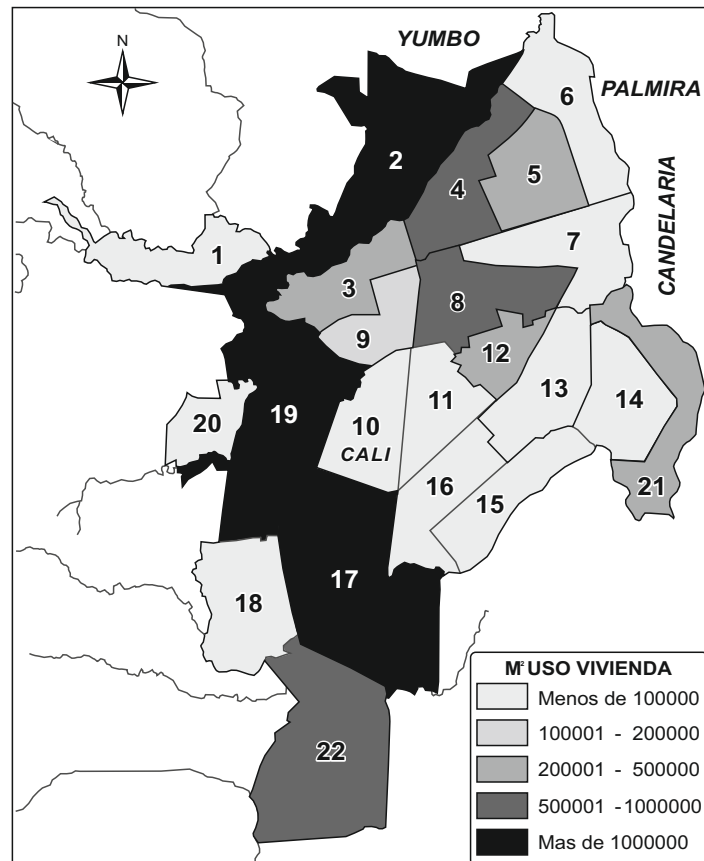 N
YUMBO
PALMIRA
CANDELARIA
6
2
5
4
1
7
3
8
9
12
13
14
20
19
10
11
CALI
16
21
15
17
18
22
M² USO VIVIENDA
Menos de 100000
100001 - 200000
200001 - 500000
500001 -1000000
Mas de 1000000